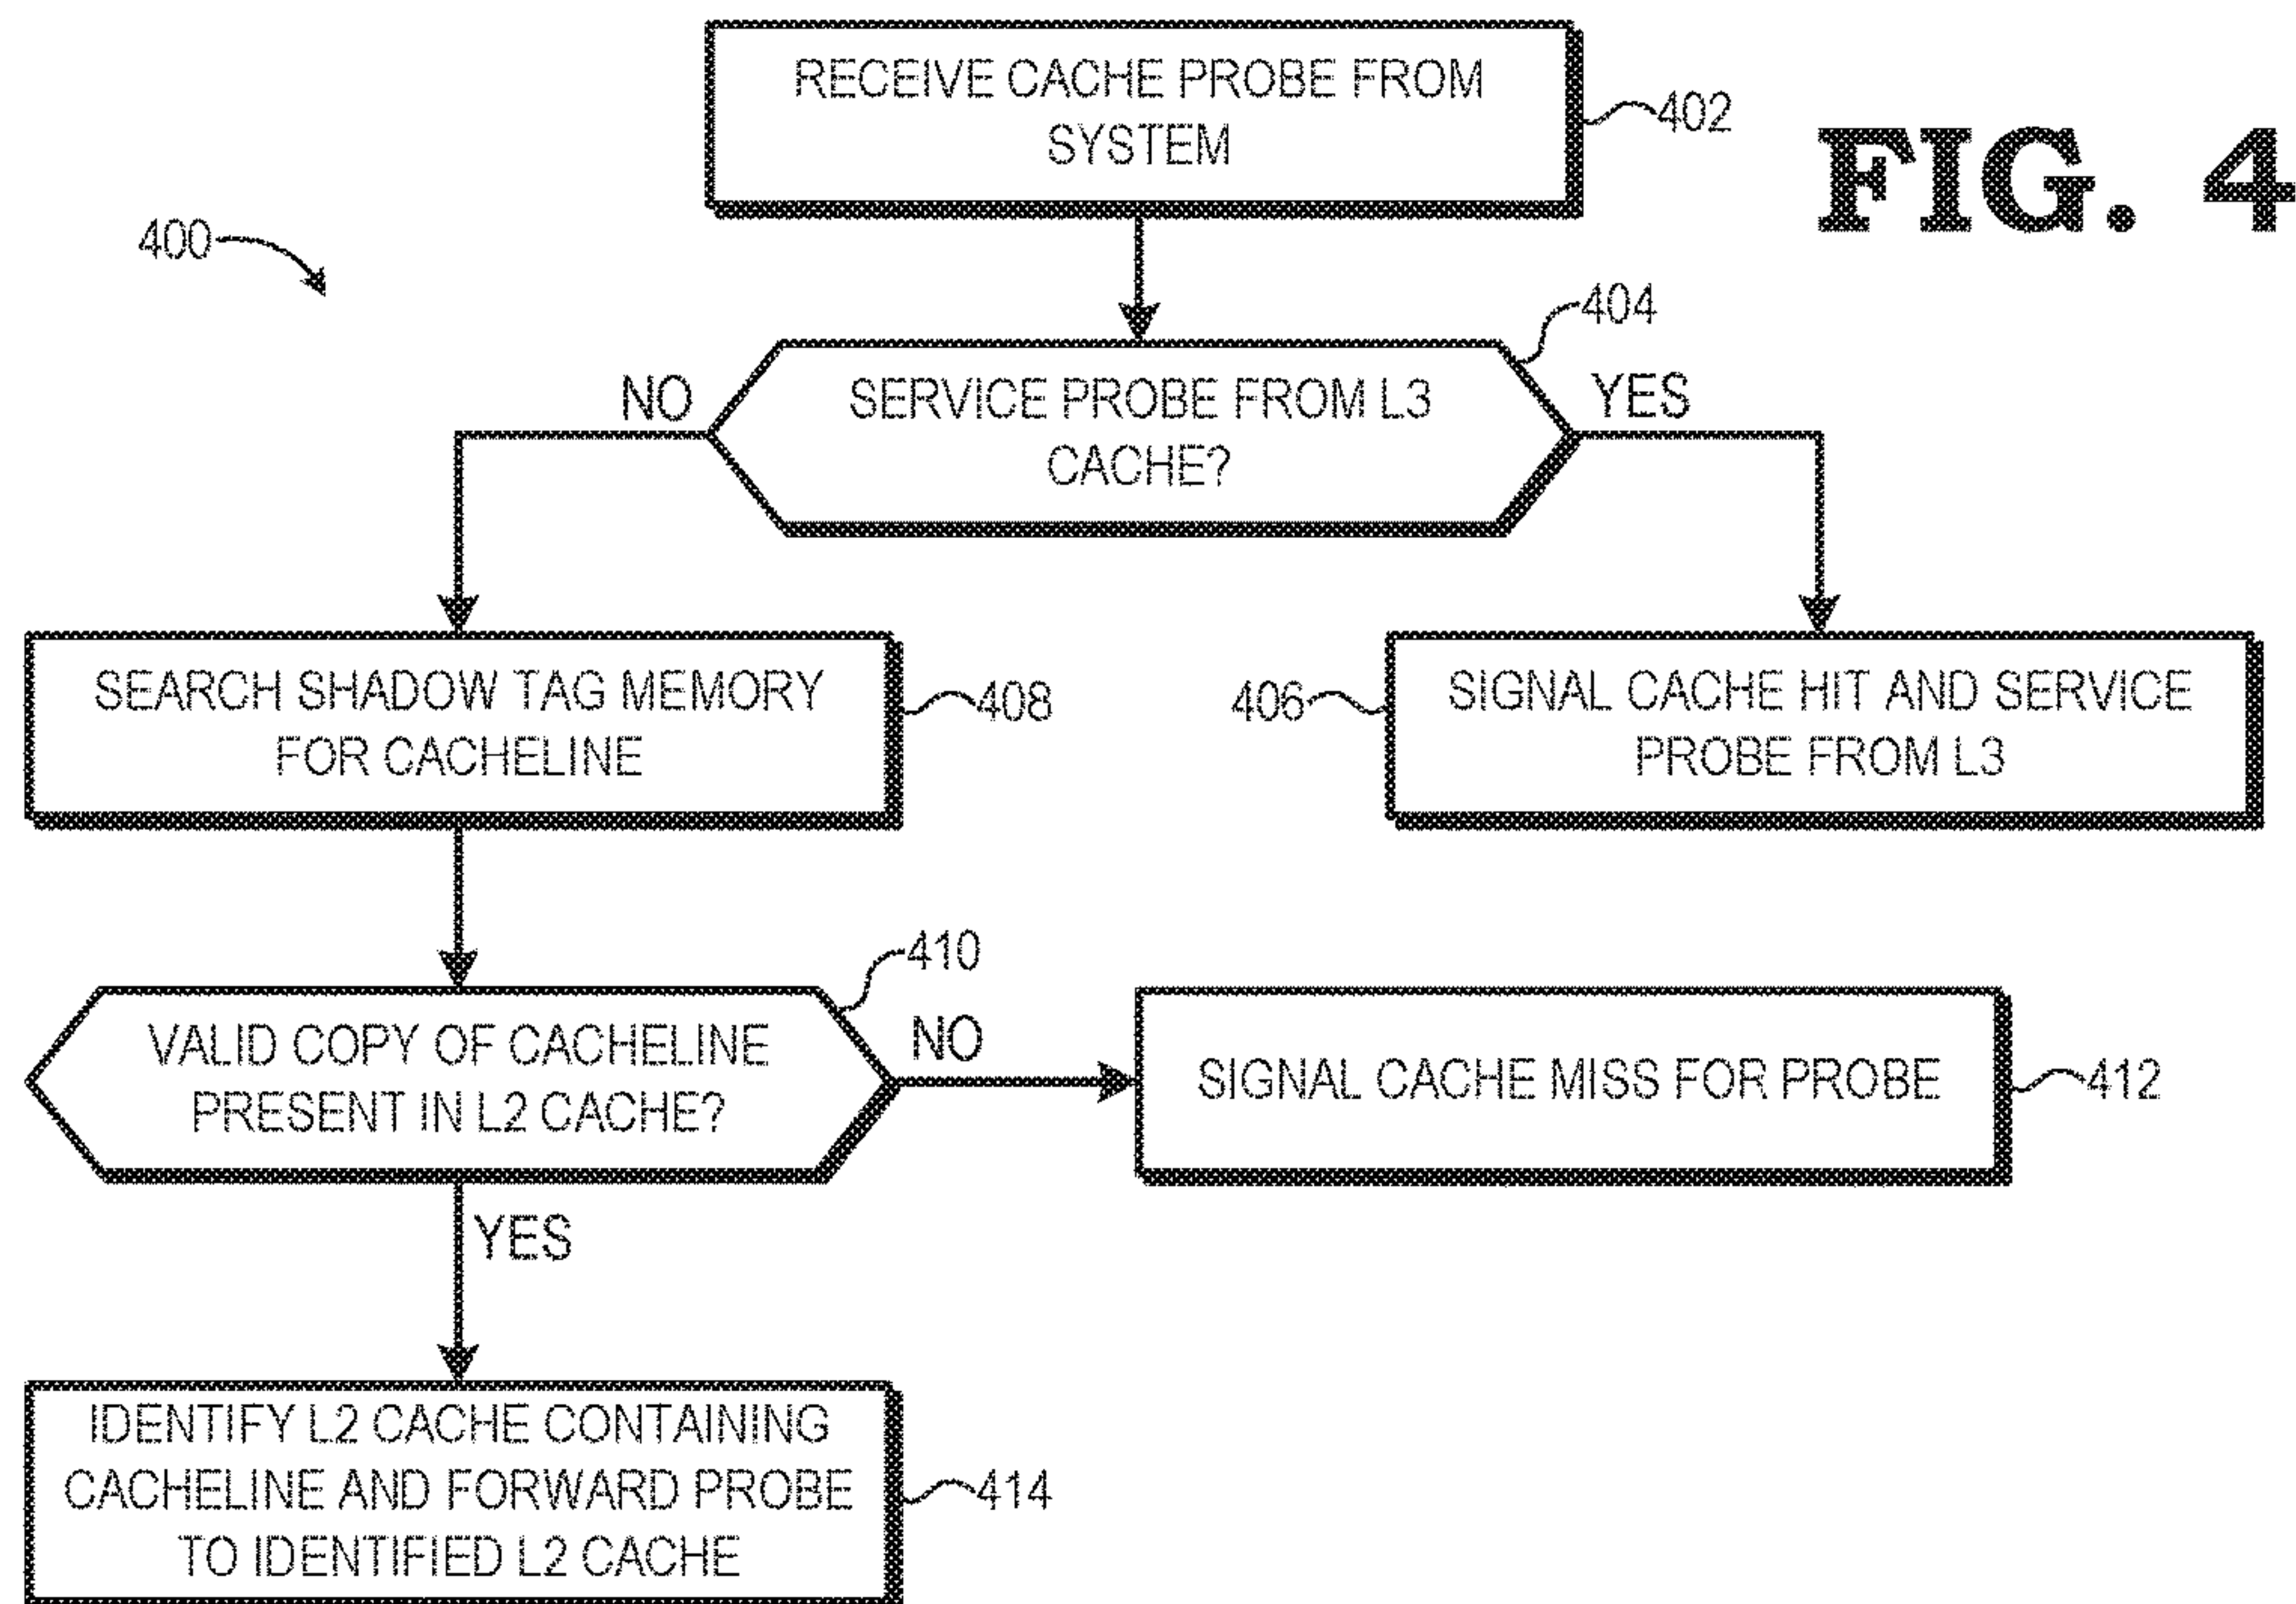 RECEIVE CACHE PROBE FROM
SYSTEM
402
FIG. 4
400
404
NO
SERVICE PROBE FROM L3
CACHE?
YES
SEARCH SHADOW TAG MEMORY
FOR CACHELINE
408
406
SIGNAL CACHE HIT AND SERVICE
PROBE FROM L3
410
VALID COPY OF CACHELINE
PRESENT IN L2 CACHE?
NO
SIGNAL CACHE MISS FOR PROBE
412
YES
IDENTIFY L2 CACHE CONTAINING
CACHELINE AND FORWARD PROBE
TO IDENTIFIED L2 CACHE
414